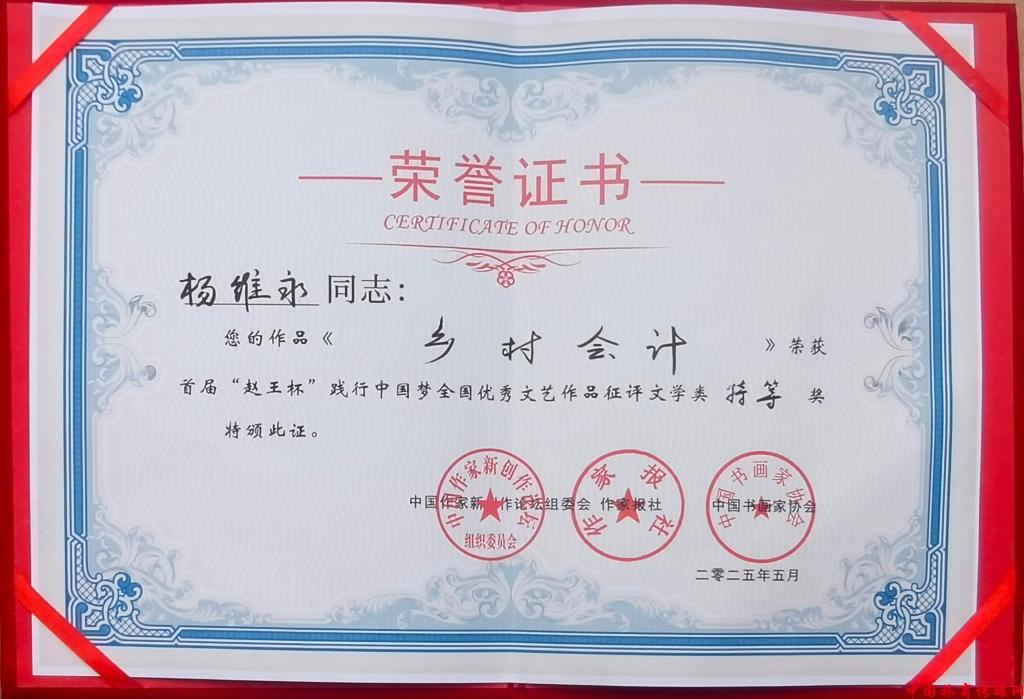 荣誉证书
CERTIFICATE OF HONOR
杨维永 同志：
您的作品《 乡村会计 》荣获
首届“赵王杯”践行中国梦全国优秀文艺作品征评文学类 特等 奖
特颁此证。
中国作家新创作论坛组委会 作家报社 中国书画家协会
中国作家新创作论坛
组织委员会
作家报社
中国书画家协会
二零二五年五月